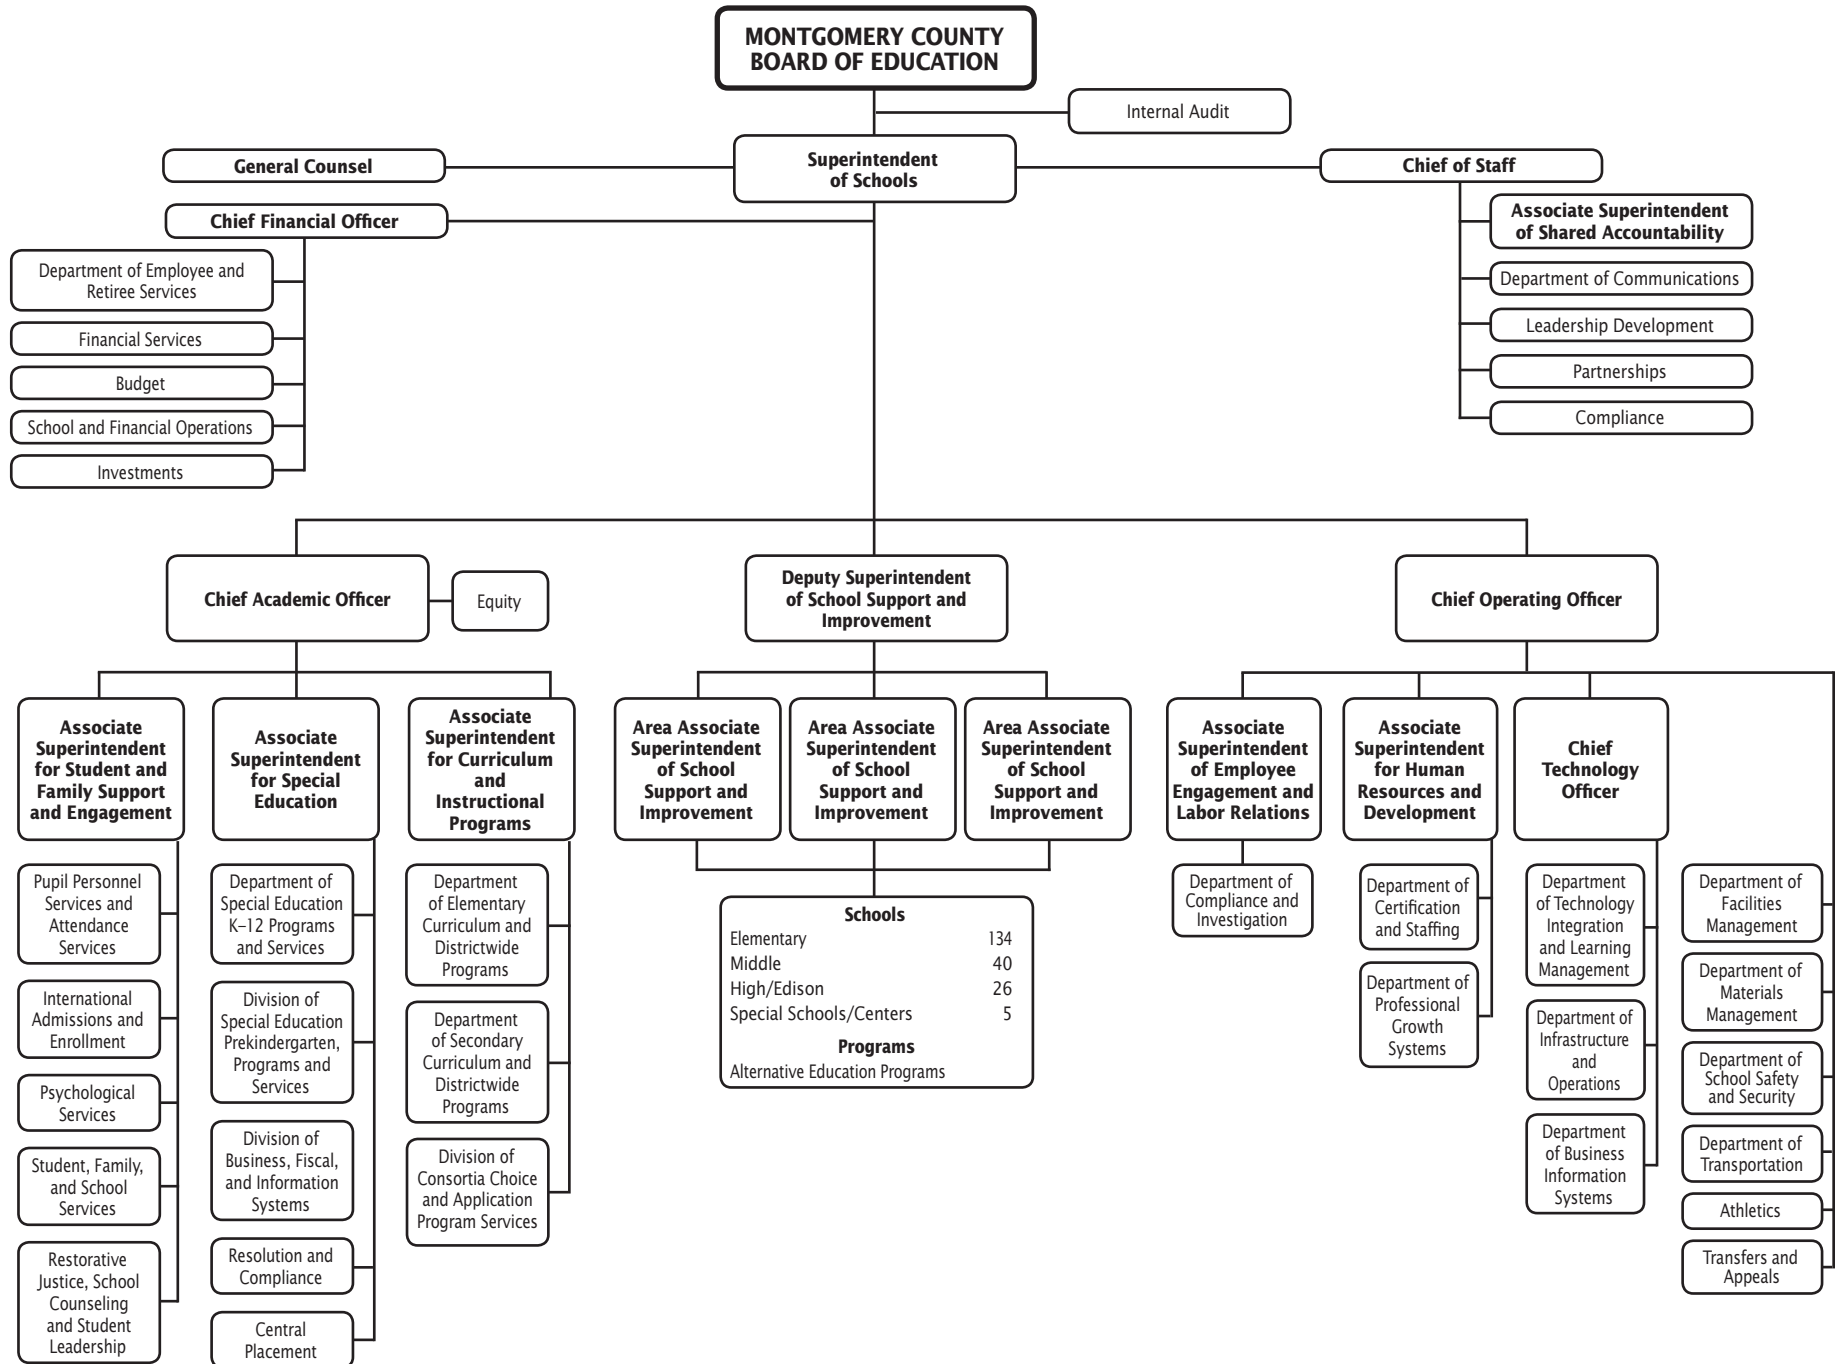 MONTGOMERY COUNTY
BOARD OF EDUCATION
Internal Audit
General Counsel
Superintendent
of Schools
Chief of Staff
Chief Financial Officer
Department of Employee and
Retiree Services
Financial Services
Budget
School and Financial Operations
Investments
Associate Superintendent
of Shared Accountability
Department of Communications
Leadership Development
Partnerships
Compliance
Chief Academic Officer
Equity
Deputy Superintendent
of School Support and
Improvement
Chief Operating Officer
Associate
Superintendent
for Student and
Family Support
and Engagement
Pupil Personnel
Services and
Attendance
Services
International
Admissions and
Enrollment
Psychological
Services
Student, Family,
and School
Services
Restorative
Justice, School
Counseling
and Student
Leadership
Associate
Superintendent
for Special
Education
Department of
Special Education
K–12 Programs
and Services
Division of
Special Education
Prekindergarten,
Programs and
Services
Division of
Business, Fiscal,
and Information
Systems
Resolution and
Compliance
Central
Placement
Associate
Superintendent
for Curriculum
and
Instructional
Programs
Department
of Elementary
Curriculum and
Districtwide
Programs
Department
of Secondary
Curriculum and
Districtwide
Programs
Division of
Consortia Choice
and Application
Program Services
Area Associate
Superintendent
of School
Support and
Improvement
Area Associate
Superintendent
of School
Support and
Improvement
Area Associate
Superintendent
of School
Support and
Improvement
Schools
Elementary 134
Middle 40
High/Edison 26
Special Schools/Centers 5
Programs
Alternative Education Programs
Associate
Superintendent
of Employee
Engagement and
Labor Relations
Department of
Compliance and
Investigation
Associate
Superintendent
for Human
Resources and
Development
Department of
Certification
and Staffing
Department of
Professional
Growth
Systems
Chief
Technology
Officer
Department
of Technology
Integration
and Learning
Management
Department of
Infrastructure
and
Operations
Department
of Business
Information
Systems
Department of
Facilities
Management
Department of
Materials
Management
Department of
School Safety
and Security
Department of
Transportation
Athletics
Transfers and
Appeals